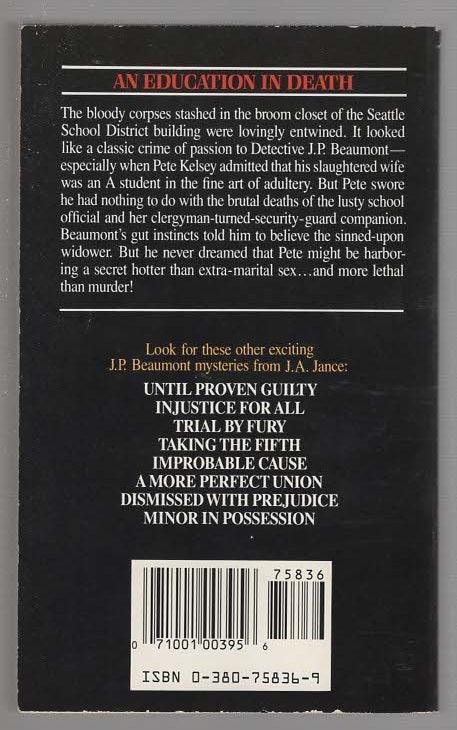 AN EDUCATION IN DEATH
The bloody corpses stashed in the broom closet of the Seattle
School District building were lovingly entwined. It looked
like a classic crime of passion to Detective J.P. Beaumont—
especially when Pete Kelsey admitted that his slaughtered wife
was an A student in the fine art of adultery. But Pete swore
he had nothing to do with the brutal deaths of the lusty school
official and her clergyman-turned-security-guard companion.
Beaumont's gut instincts told him to believe the sinned-upon
widower. But he never dreamed that Pete might be harbor-
ing a secret hotter than extra-marital sex...and more lethal
than murder!
Look for these other exciting
J.P. Beaumont mysteries from J.A. Jance:
UNTIL PROVEN GUILTY
INJUSTICE FOR ALL
TRIAL BY FURY
TAKING THE FIFTH
IMPROBABLE CAUSE
A MORE PERFECT UNION
DISMISSED WITH PREJUDICE
MINOR IN POSSESSION
75836
0 71001 00395 6
ISBN 0-380-75836-9